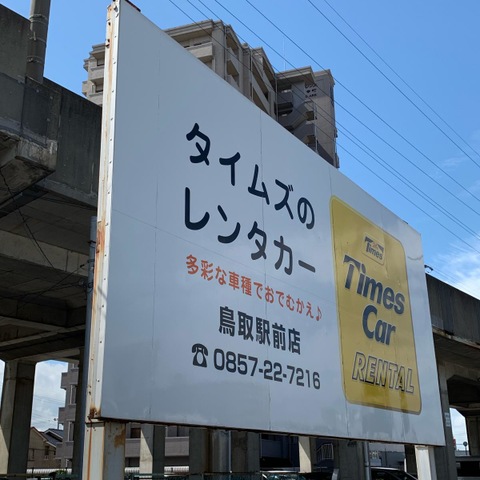 タイムズの
レンタカー
多彩な車種でおでむかえ♪
鳥取駅前店
☎0857-22-7216
Times
Times
Car
RENTAL